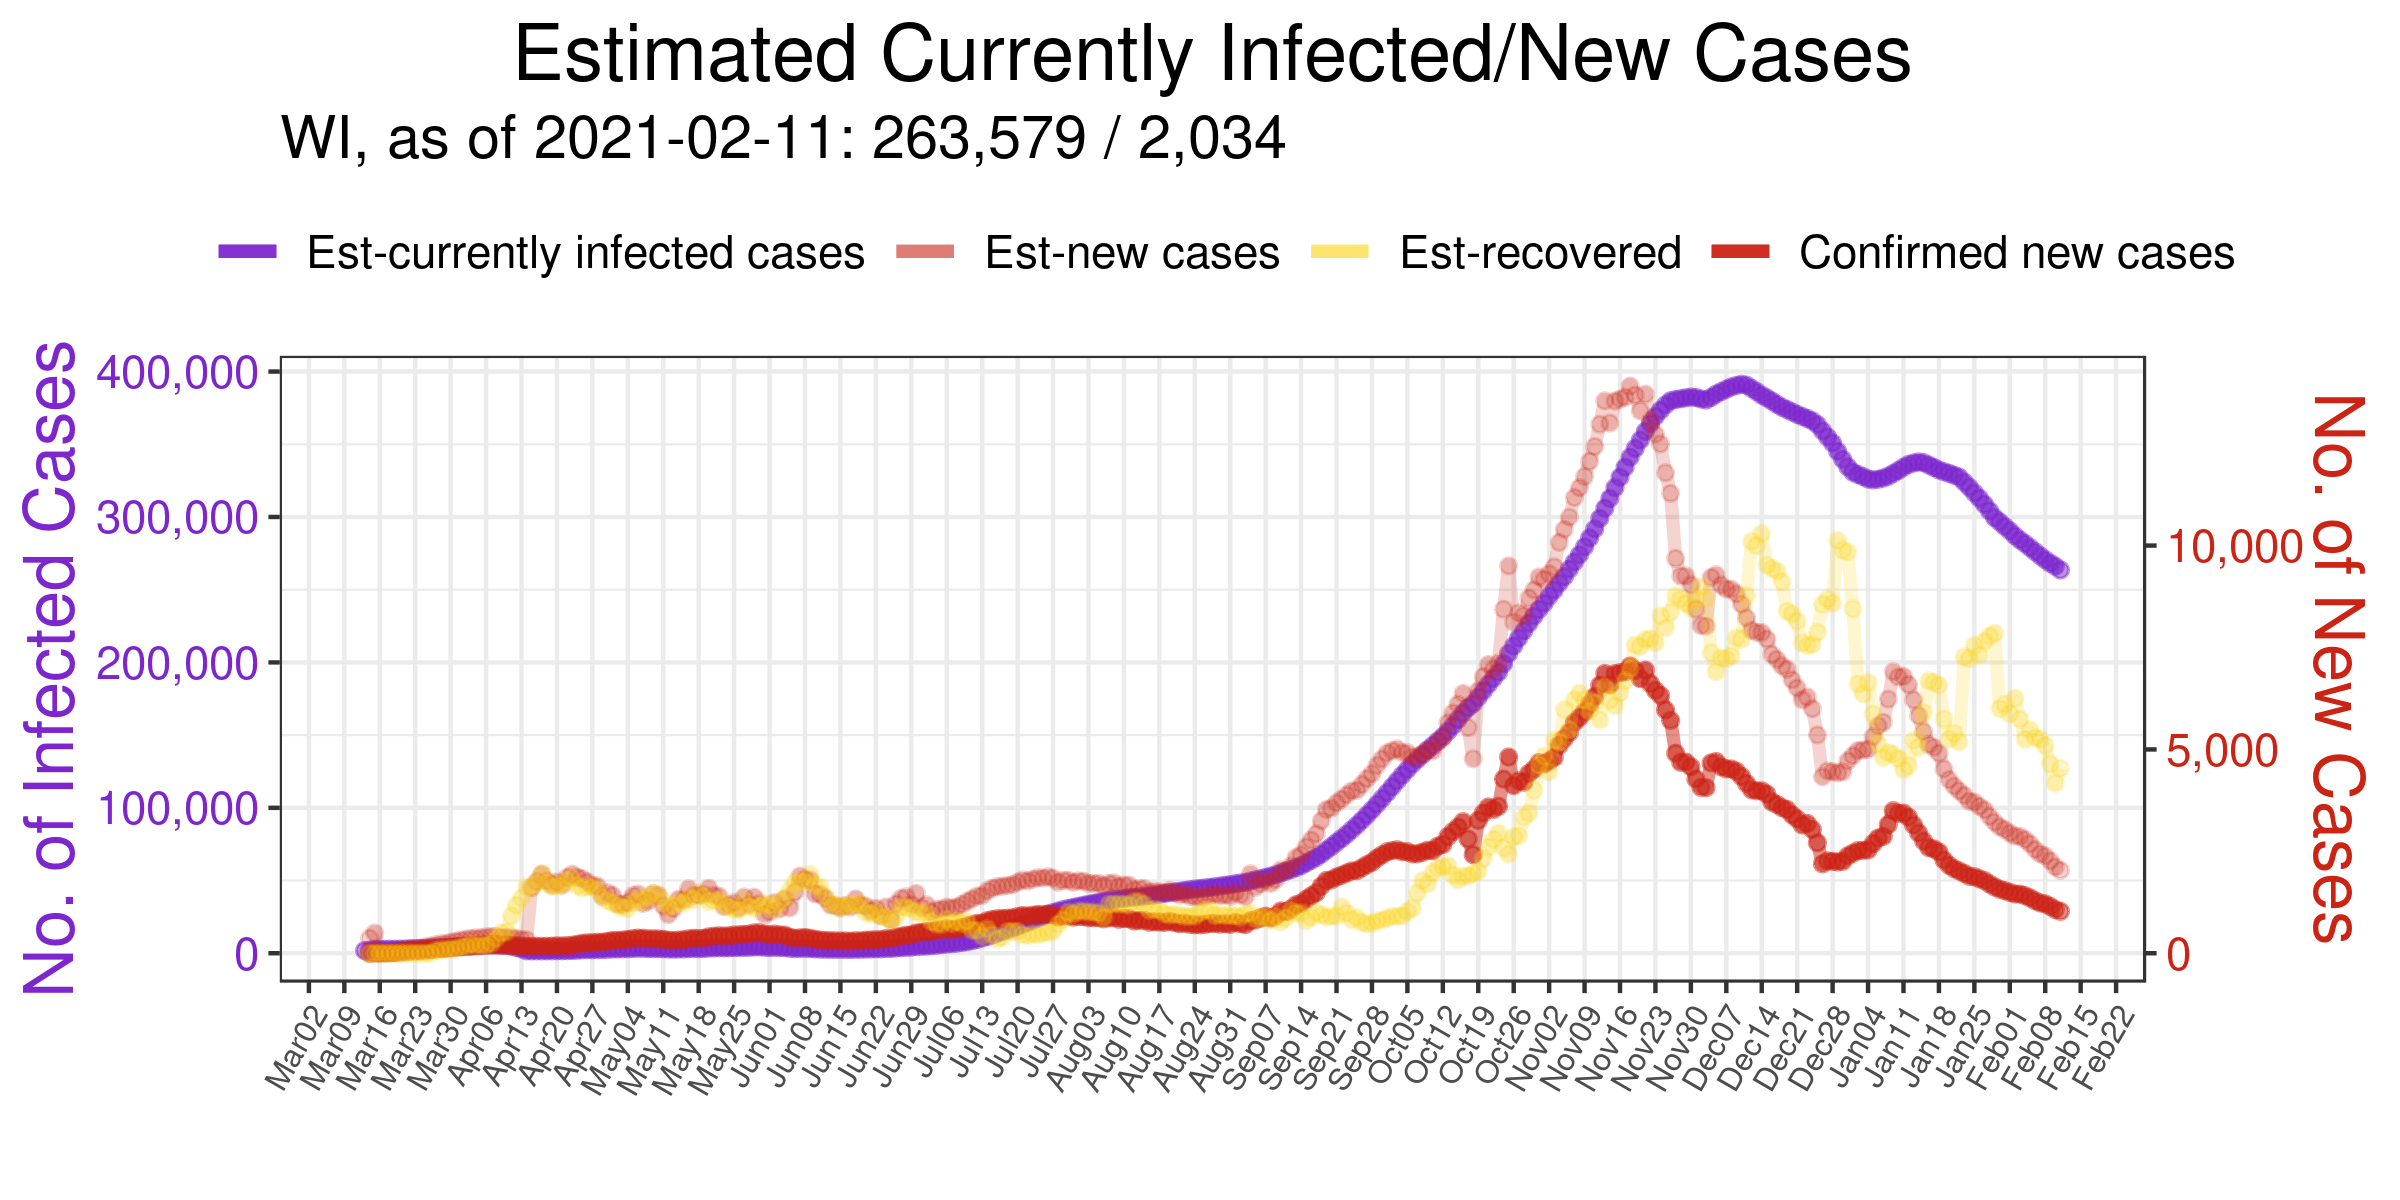 Estimated Currently Infected/New Cases
WI, as of 2021-02-11: 263,579 / 2,034
Est-currently infected cases Est-new cases Est-recovered Confirmed new cases
No. of Infected Cases
400,000
300,000
200,000
100,000
0
10,000
5,000
0
No. of New Cases
Mar02 Mar09 Mar16 Mar23 Mar30 Apr06 Apr13 Apr20 Apr27 May04 May11 May18 May25 Jun01 Jun08 Jun15 Jun22 Jun29 Jul06 Jul13 Jul20 Jul27 Aug03 Aug10 Aug17 Aug24 Aug31 Sep07 Sep14 Sep21 Sep28 Oct05 Oct12 Oct19 Oct26 Nov02 Nov09 Nov16 Nov23 Nov30 Dec07 Dec14 Dec21 Dec28 Jan04 Jan11 Jan18 Jan25 Feb01 Feb08 Feb15 Feb22